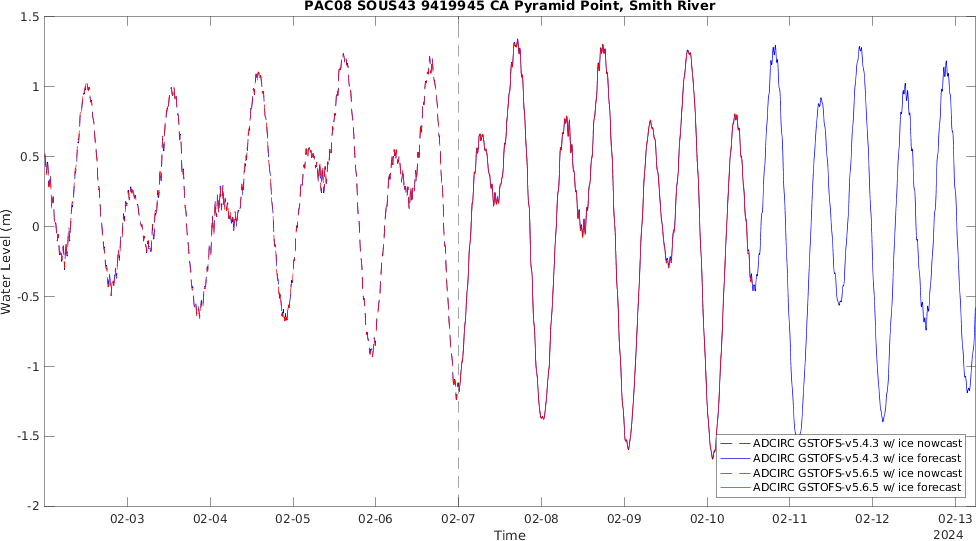 PAC08 SOUS43 9419945 CA Pyramid Point, Smith River
Water Level (m)
1.5
1
0.5
0
-0.5
-1
-1.5
-2
ADCIRC GSTOFS-v5.4.3 w/ ice nowcast
ADCIRC GSTOFS-v5.4.3 w/ ice forecast
ADCIRC GSTOFS-v5.6.5 w/ ice nowcast
ADCIRC GSTOFS-v5.6.5 w/ ice forecast
02-03 02-04 02-05 02-06 02-07 02-08 02-09 02-10 02-11 02-12 02-13
Time 2024